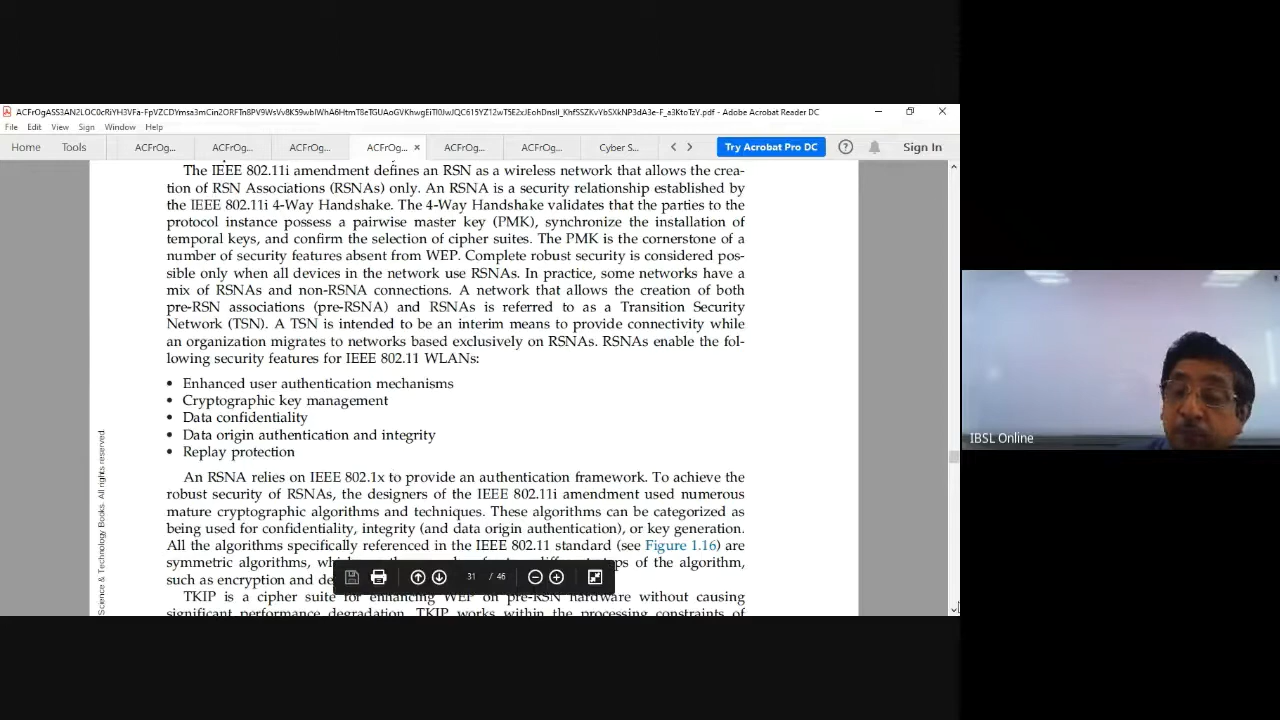 ACFrOgASS3AN2LOC0cRiYH3VFa-FpVZCDYmsa3mCin2ORFTn8PV9WsVv8K59wbIWhA6HtmT8eTGUAoGVKhwgEiTl0JwJQC615YZ12wT5E2xJEohDnsll_KhfSSZKvYbSXkNP3dA3e-F_a3KtoTzY.pdf - Adobe Acrobat Reader DC
File Edit View Sign Window Help
Home Tools ACFrOg... ACFrOg... ACFrOg... ACFrOg... × ACFrOg... ACFrOg... Cyber S... Try Acrobat Pro DC Sign In
The IEEE 802.11i amendment defines an RSN as a wireless network that allows the crea-
tion of RSN Associations (RSNAs) only. An RSNA is a security relationship established by
the IEEE 802.11i 4-Way Handshake. The 4-Way Handshake validates that the parties to the
protocol instance possess a pairwise master key (PMK), synchronize the installation of
temporal keys, and confirm the selection of cipher suites. The PMK is the cornerstone of a
number of security features absent from WEP. Complete robust security is considered pos-
sible only when all devices in the network use RSNAs. In practice, some networks have a
mix of RSNAs and non-RSNA connections. A network that allows the creation of both
pre-RSN associations (pre-RSNA) and RSNAs is referred to as a Transition Security
Network (TSN). A TSN is intended to be an interim means to provide connectivity while
an organization migrates to networks based exclusively on RSNAs. RSNAs enable the fol-
lowing security features for IEEE 802.11 WLANs:
• Enhanced user authentication mechanisms
• Cryptographic key management
• Data confidentiality
• Data origin authentication and integrity
• Replay protection
An RSNA relies on IEEE 802.1x to provide an authentication framework. To achieve the
robust security of RSNAs, the designers of the IEEE 802.11i amendment used numerous
mature cryptographic algorithms and techniques. These algorithms can be categorized as
being used for confidentiality, integrity (and data origin authentication), or key generation.
All the algorithms specifically referenced in the IEEE 802.11 standard (see Figure 1.16) are
symmetric algorithms, of the algorithm,
such as encryption and
TKIP is a cipher suite for enhancing WEP on pre-RSN hardware without causing
significant performance degradation. TKIP works within the processing constraints of
31 / 46
Science & Technology Books. All rights reserved.
IBSL Online